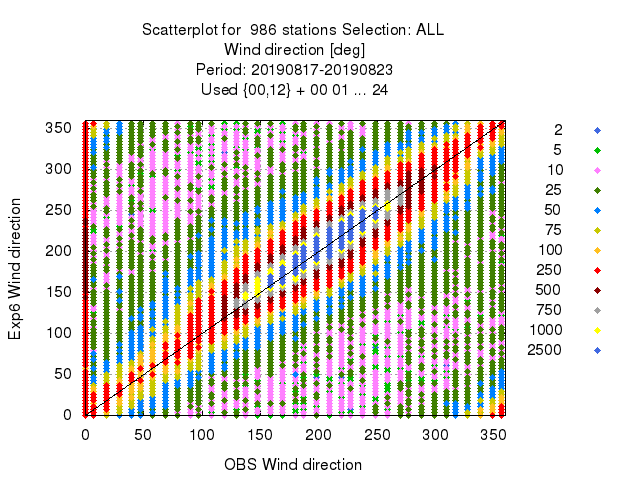 Scatterplot for  986 stations Selection: ALL
Wind direction [deg]
Period: 20190817-20190823
Used {00,12} + 00 01 ... 24
Exp6 Wind direction
350
300
250
200
150
100
50
0
0 50 100 150 200 250 300 350
OBS Wind direction
2
5
10
25
50
75
100
250
500
750
1000
2500